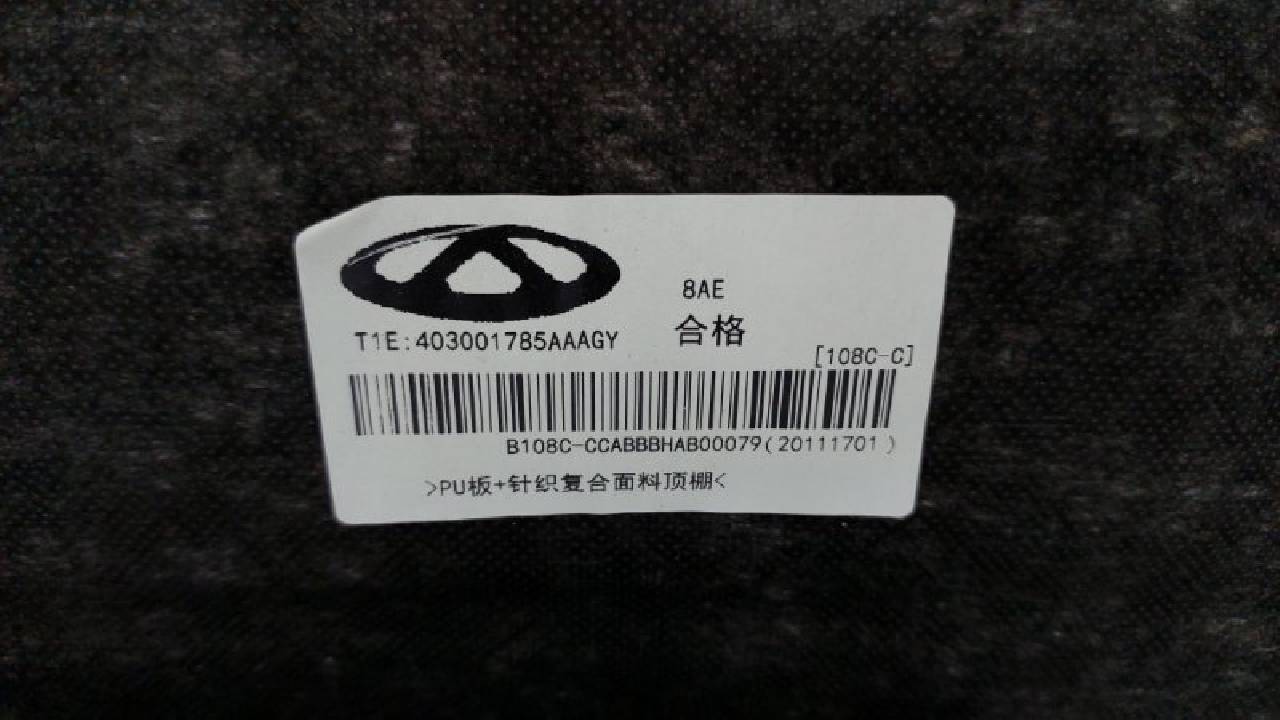 8AE
T1E:403001785AAAGY
合格
[108C-C]
B108C-CCABBBHAB00079(20111701)
>PU板+针织复合面料顶棚<